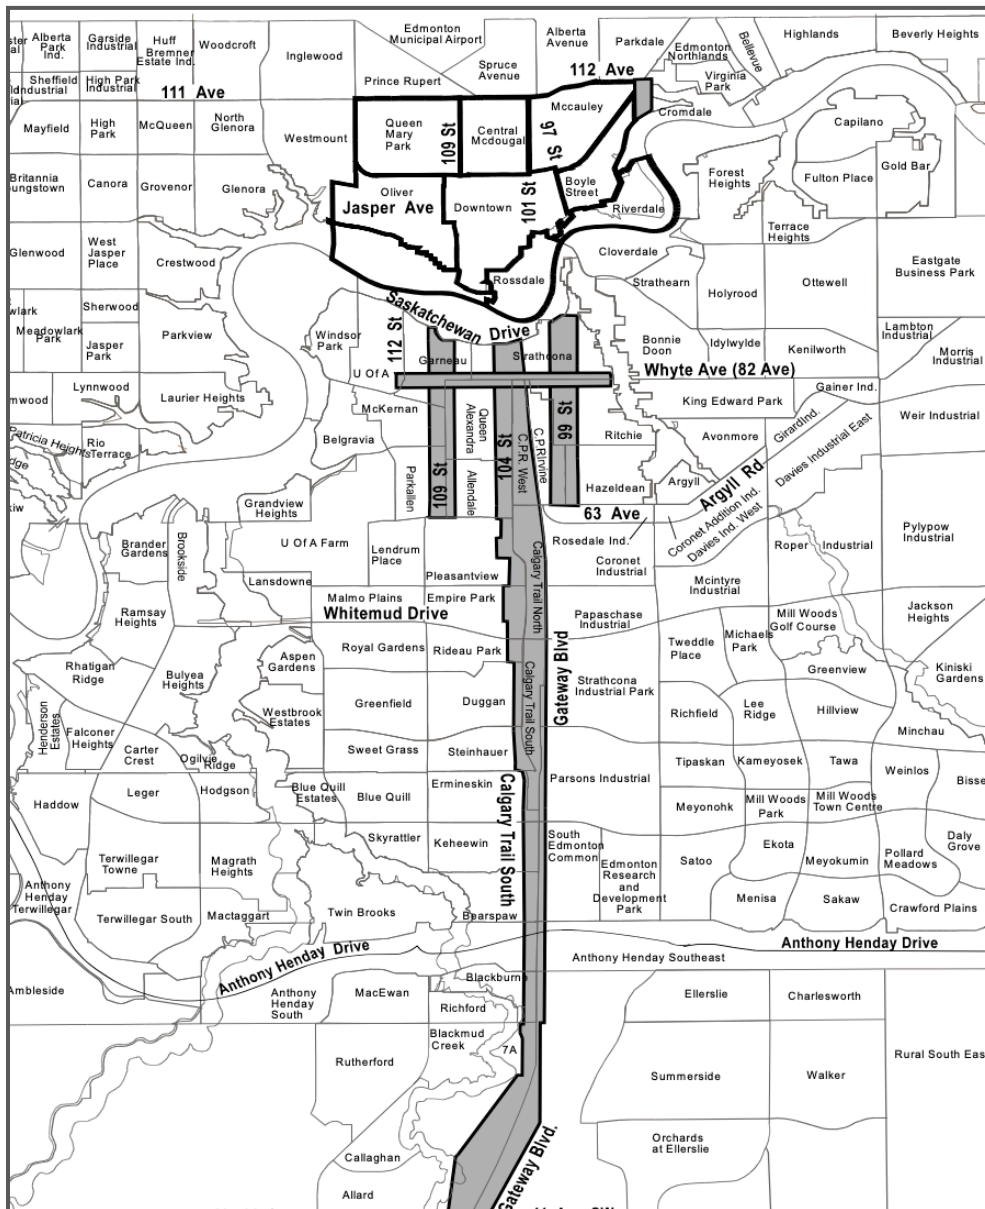 Edmonton
Municipal Airport
Alberta
Avenue
Parkdale
Highlands
Beverly Heights
Alberta
Park
Ind.
Garside
Industrial
Huff
Bremner
Estate Ind.
Woodcroft
Inglewood
Spruce
Avenue
Edmonton
Northlands
Bellevue
Virginia
Park
112 Ave
Sheffield
Industrial
High Park
Industrial
111 Ave
Prince Rupert
Mayfield
High
Park
McQueen
North
Glenora
Westmount
Queen
Mary
Park
109 St
Central
Mcdougall
Mccauley
97 St
Cromdale
Capilano
Gold Bar
Fulton Place
Forest
Heights
Britannia
Canora
Grovenor
Glenora
Oliver
Jasper Ave
Downtown
101 St
Boyle
Street
Riverdale
Terrace
Heights
Glenwood
West
Jasper
Place
Crestwood
Rossdale
Cloverdale
Strathearn
Holyrood
Ottewell
Eastgate
Business Park
Sherwood
Meadowlark
Park
Jasper
Park
Parkview
Windsor
Park
112 St
Saskatchewan Drive
Garneau
Strathcona
Bonnie
Doon
Idylwylde
Kenilworth
Lambton
Industrial
Morris
Industrial
U Of A
Whyte Ave (82 Ave)
Lynnwood
Laurier Heights
King Edward Park
Gainer Ind.
Weir Industrial
McKernan
Queen
Alexandra
104 St
C.P.R. West
C.P.R Irvine
99 St
Ritchie
Avonmore
Girard Ind.
Davies Industrial East
Patricia Heights
Rio
Terrace
Belgravia
Parkallen
109 St
Allendale
Hazeldean
Argyll
Argyll Rd.
Grandview
Heights
63 Ave
Coronet Addition Ind.
Davies Ind. West
Rosedale Ind.
Coronet
Industrial
Roper Industrial
Pylypow
Industrial
Brander
Gardens
Brookside
U Of A Farm
Lendrum
Place
Lansdowne
Pleasantview
Calgary Trail North
Mcintyre
Industrial
Malmo Plains
Empire Park
Whitemud Drive
Papaschase
Industrial
Mill Woods
Golf Course
Jackson
Heights
Ramsay
Heights
Tweddle
Place
Michaels
Park
Royal Gardens
Rideau Park
Aspen
Gardens
Gateway Blvd
Greenview
Kiniski
Gardens
Rhatigan
Ridge
Bulyea
Heights
Calgary Trail South
Strathcona
Industrial Park
Westbrook
Estates
Greenfield
Duggan
Richfield
Lee
Ridge
Hillview
Minchau
Henderson
Estates
Falconer
Heights
Carter
Crest
Ogilvie
Ridge
Sweet Grass
Steinhauer
Tipaskan
Kameyosek
Tawa
Weinlos
Haddow
Leger
Hodgson
Blue Quill
Estates
Blue Quill
Ermineskin
Calgary Trail South
Parsons Industrial
Meyonohk
Mill Woods
Park
Mill Woods
Town Centre
Skyrattler
Keheewin
South
Edmonton
Common
Edmonton
Research
and
Development
Park
Satoo
Ekota
Meyokumin
Pollard
Meadows
Daly
Grove
Terwillegar
Towne
Magrath
Heights
Anthony
Henday
Terwillegar
Terwillegar South
Mactaggart
Twin Brooks
Bearspaw
Menisa
Sakaw
Crawford Plains
Anthony Henday Drive
Anthony Henday Drive
Anthony Henday Southeast
Ambleside
Anthony
Henday
South
MacEwan
Blackburne
Richford
Ellerslie
Charlesworth
Blackmud
Creek
7A
Rutherford
Summerside
Walker
Rural South East
Callaghan
Allard
Gateway Blvd.
Orchards
at Ellerslie